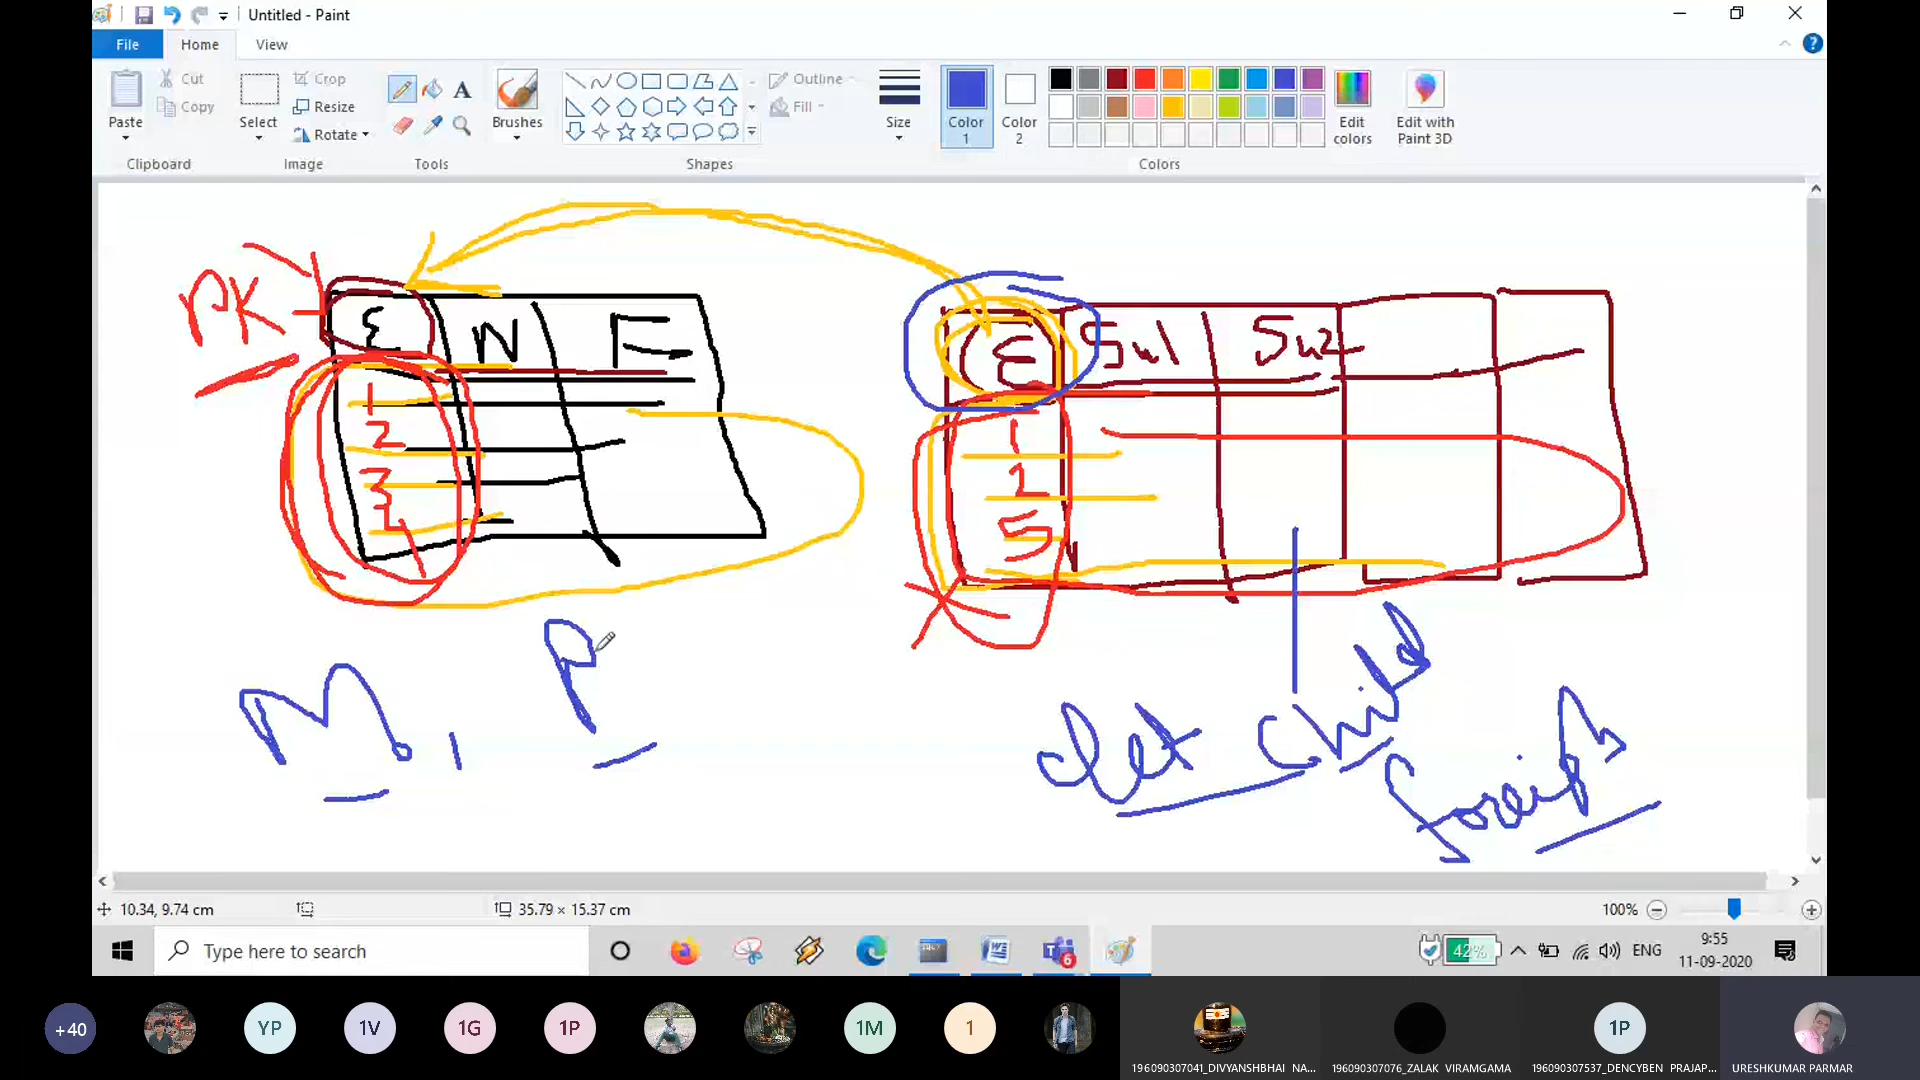 Untitled - Paint
File Home View
Cut
Copy
Paste
Crop
Resize
Rotate
Select
Brushes
Outline
Fill
Size
Color 1
Color 2
Edit colors
Edit with Paint 3D
Clipboard Image Tools Shapes Colors
PK
E N F
1
2
3
4
E Su1 Su2
1
2
5
M, P
det child
foreign
10.34, 9.74 cm 35.79 × 15.37 cm 100%
Type here to search
6
42%
ENG
9:55
11-09-2020
+40 YP 1V 1G 1P 1M 1 1P
196090307041_DIVYANSHBHAI NA... 196090307076_ZALAK VIRAMGAMA 196090307537_DENCYBEN PRAJAP... URESHKUMAR PARMAR